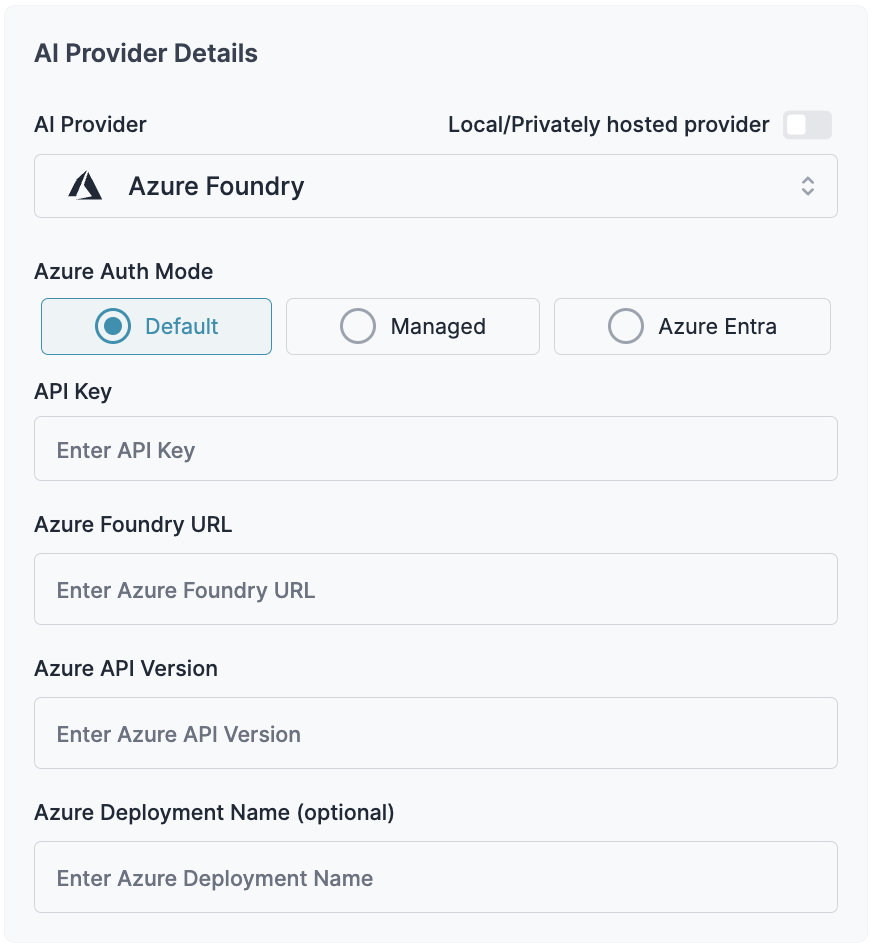 AI Provider Details
AI Provider
Local/Privately hosted provider
Azure Foundry
Azure Auth Mode
Default
Managed
Azure Entra
API Key
Enter API Key
Azure Foundry URL
Enter Azure Foundry URL
Azure API Version
Enter Azure API Version
Azure Deployment Name (optional)
Enter Azure Deployment Name